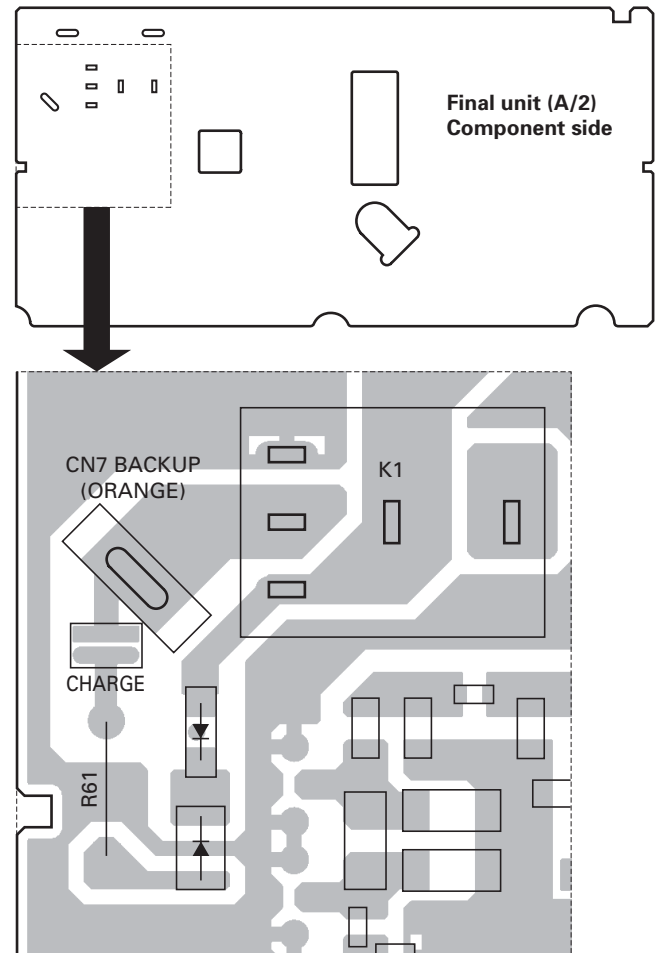 Final unit (A/2)
Component side
CN7 BACKUP
(ORANGE)
K1
CHARGE
R61